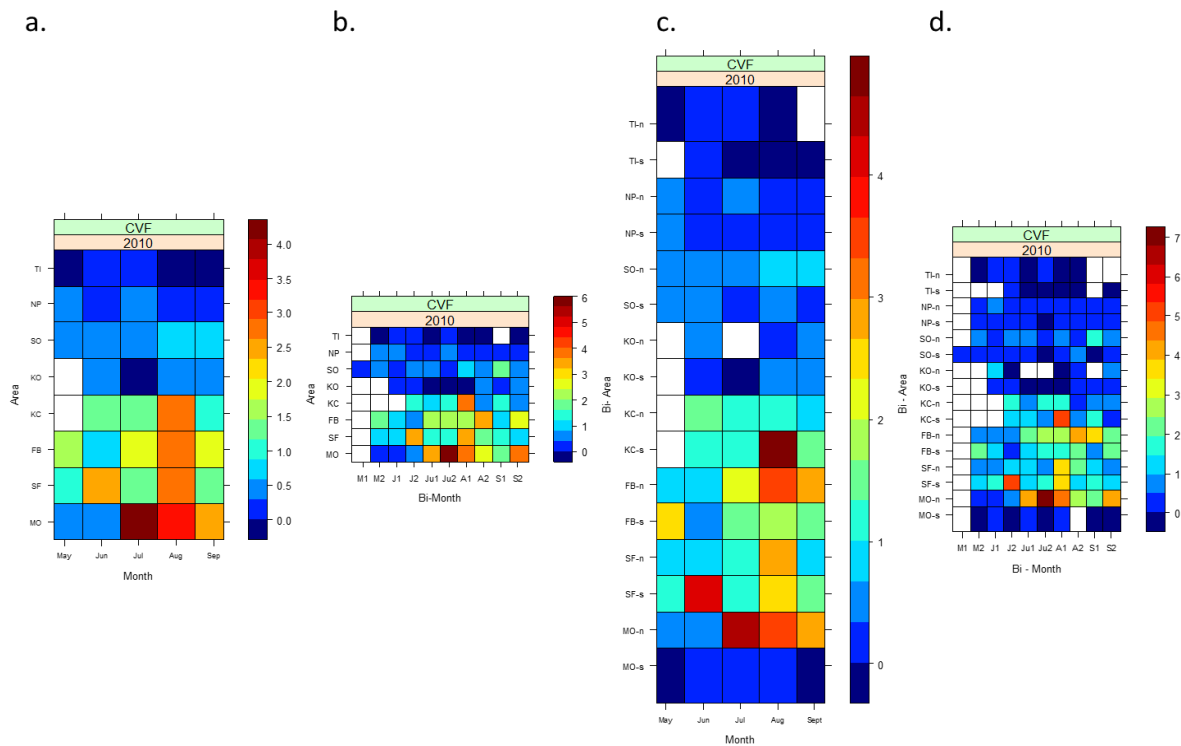 a.
CVF
2010
TI
NP
SO
KO
KC
FB
SF
MO
Area
May Jun Jul Aug Sep
Month
4.0
3.5
3.0
2.5
2.0
1.5
1.0
0.5
0.0
b.
CVF
2010
TI
NP
SO
KO
KC
FB
SF
MO
Area
M1 M2 J1 J2 Ju1 Ju2 A1 A2 S1 S2
Bi-Month
6
5
4
3
2
1
0
c.
CVF
2010
TI-n
TI-s
NP-n
NP-s
SO-n
SO-s
KO-n
KO-s
KC-n
KC-s
FB-n
FB-s
SF-n
SF-s
MO-n
MO-s
Bi- Area
May Jun Jul Aug Sept
Month
4
3
2
1
0
d.
CVF
2010
TI-n
TI-s
NP-n
NP-s
SO-n
SO-s
KO-n
KO-s
KC-n
KC-s
FB-n
FB-s
SF-n
SF-s
MO-n
MO-s
Bi - Area
M1 M2 J1 J2 Ju1 Ju2 A1 A2 S1 S2
Bi - Month
7
6
5
4
3
2
1
0